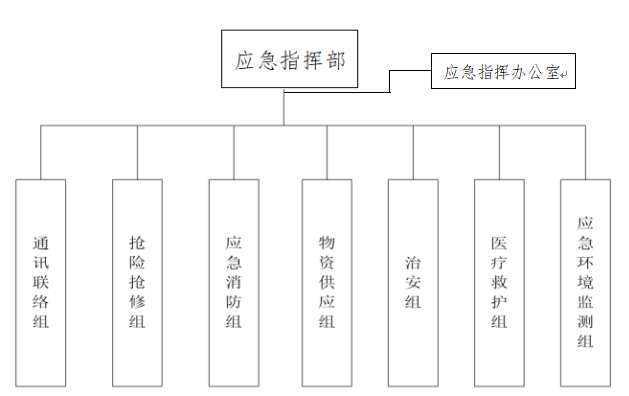 应急指挥部
应急指挥办公室
通讯联络组
抢险抢修组
应急消防组
物资供应组
治安组
医疗救护组
应急环境监测组